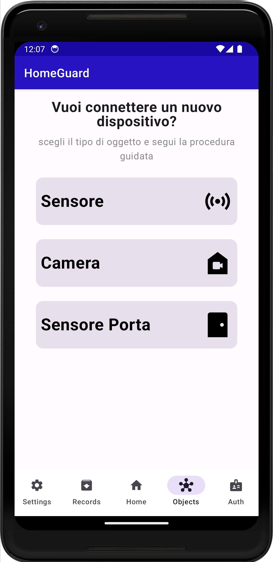 12:07
HomeGuard
Vuoi connettere un nuovo
dispositivo?
scegli il tipo di oggetto e segui la procedura
guidata
Sensore
Camera
Sensore Porta
Settings Records Home Objects Auth